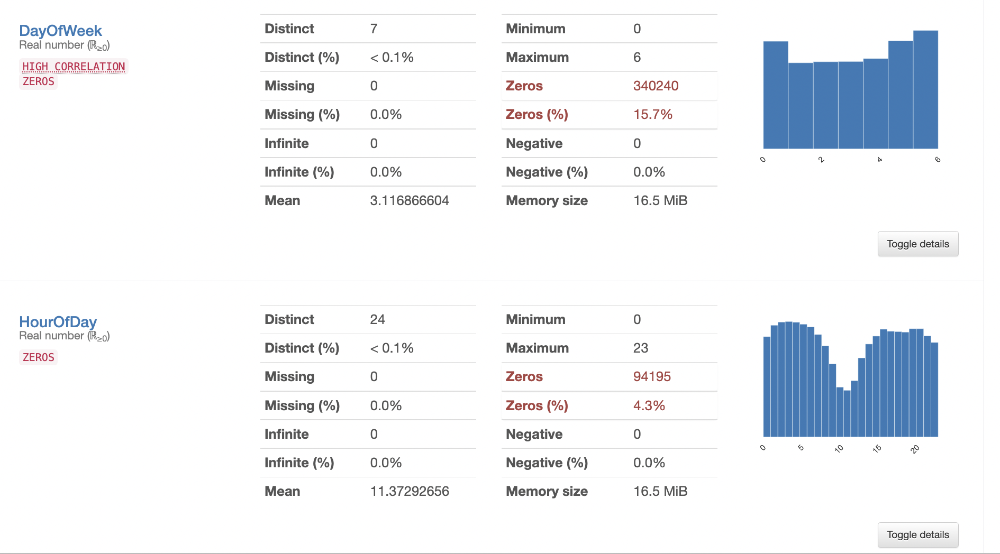 DayOfWeek
Real number (ℝ≥0)
HIGH CORRELATION
ZEROS
Distinct 7
Distinct (%) < 0.1%
Missing 0
Missing (%) 0.0%
Infinite 0
Infinite (%) 0.0%
Mean 3.116866604
Minimum 0
Maximum 6
Zeros 340240
Zeros (%) 15.7%
Negative 0
Negative (%) 0.0%
Memory size 16.5 MiB
0 2 4 6
Toggle details
HourOfDay
Real number (ℝ≥0)
ZEROS
Distinct 24
Distinct (%) < 0.1%
Missing 0
Missing (%) 0.0%
Infinite 0
Infinite (%) 0.0%
Mean 11.37292656
Minimum 0
Maximum 23
Zeros 94195
Zeros (%) 4.3%
Negative 0
Negative (%) 0.0%
Memory size 16.5 MiB
0 5 10 15 20
Toggle details